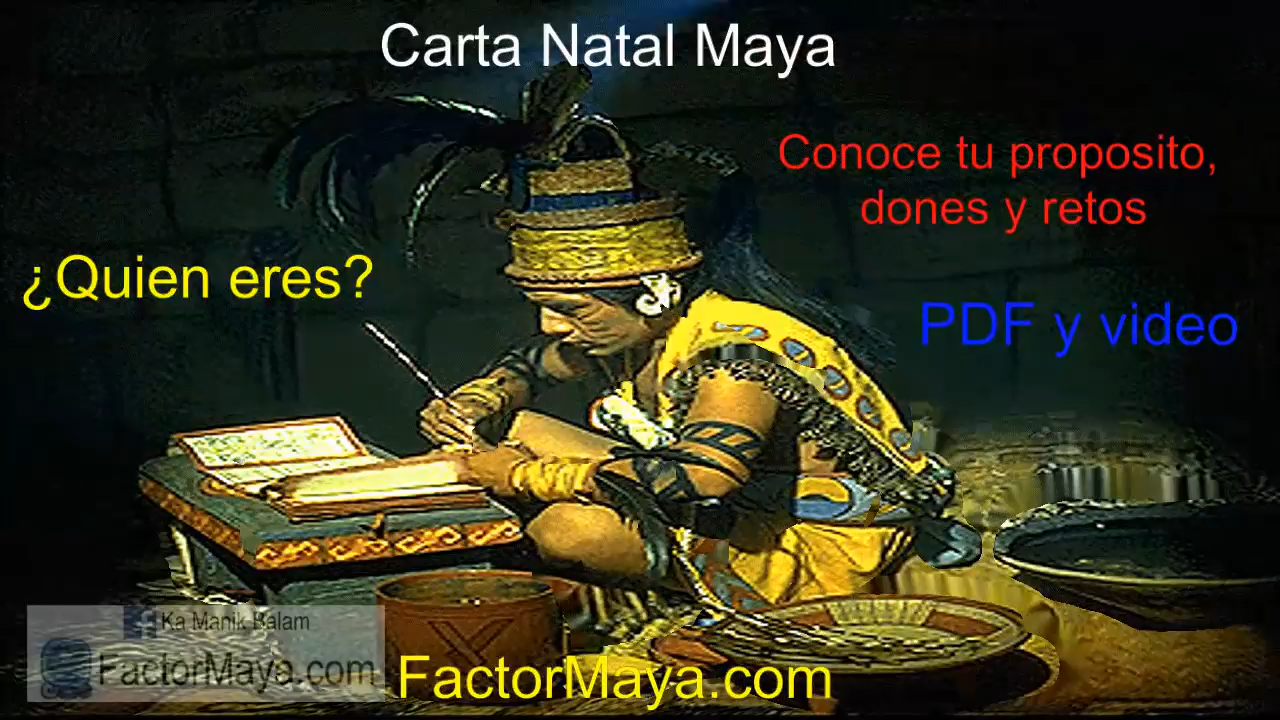 Carta Natal Maya
Conoce tu proposito,
dones y retos
¿Quien eres?
PDF y video
Ka Manik Balam
FactorMaya.com
FactorMaya.com